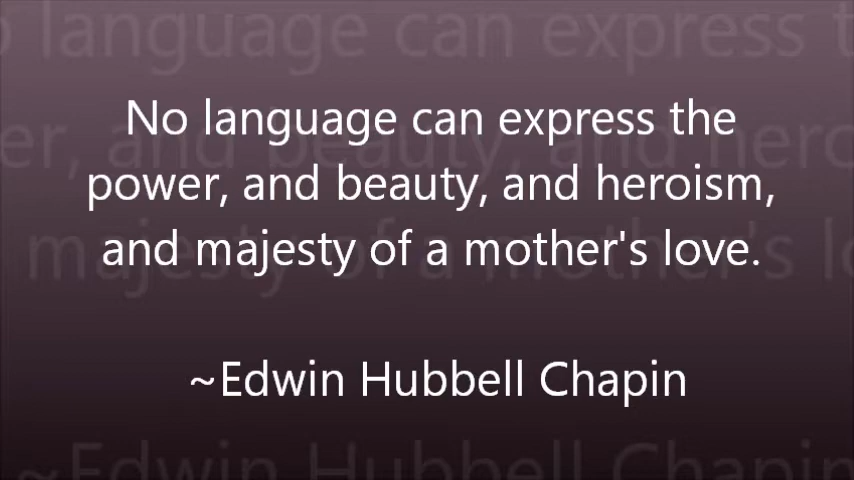 No language can express the
power, and beauty, and heroism,
and majesty of a mother's love.
~Edwin Hubbell Chapin